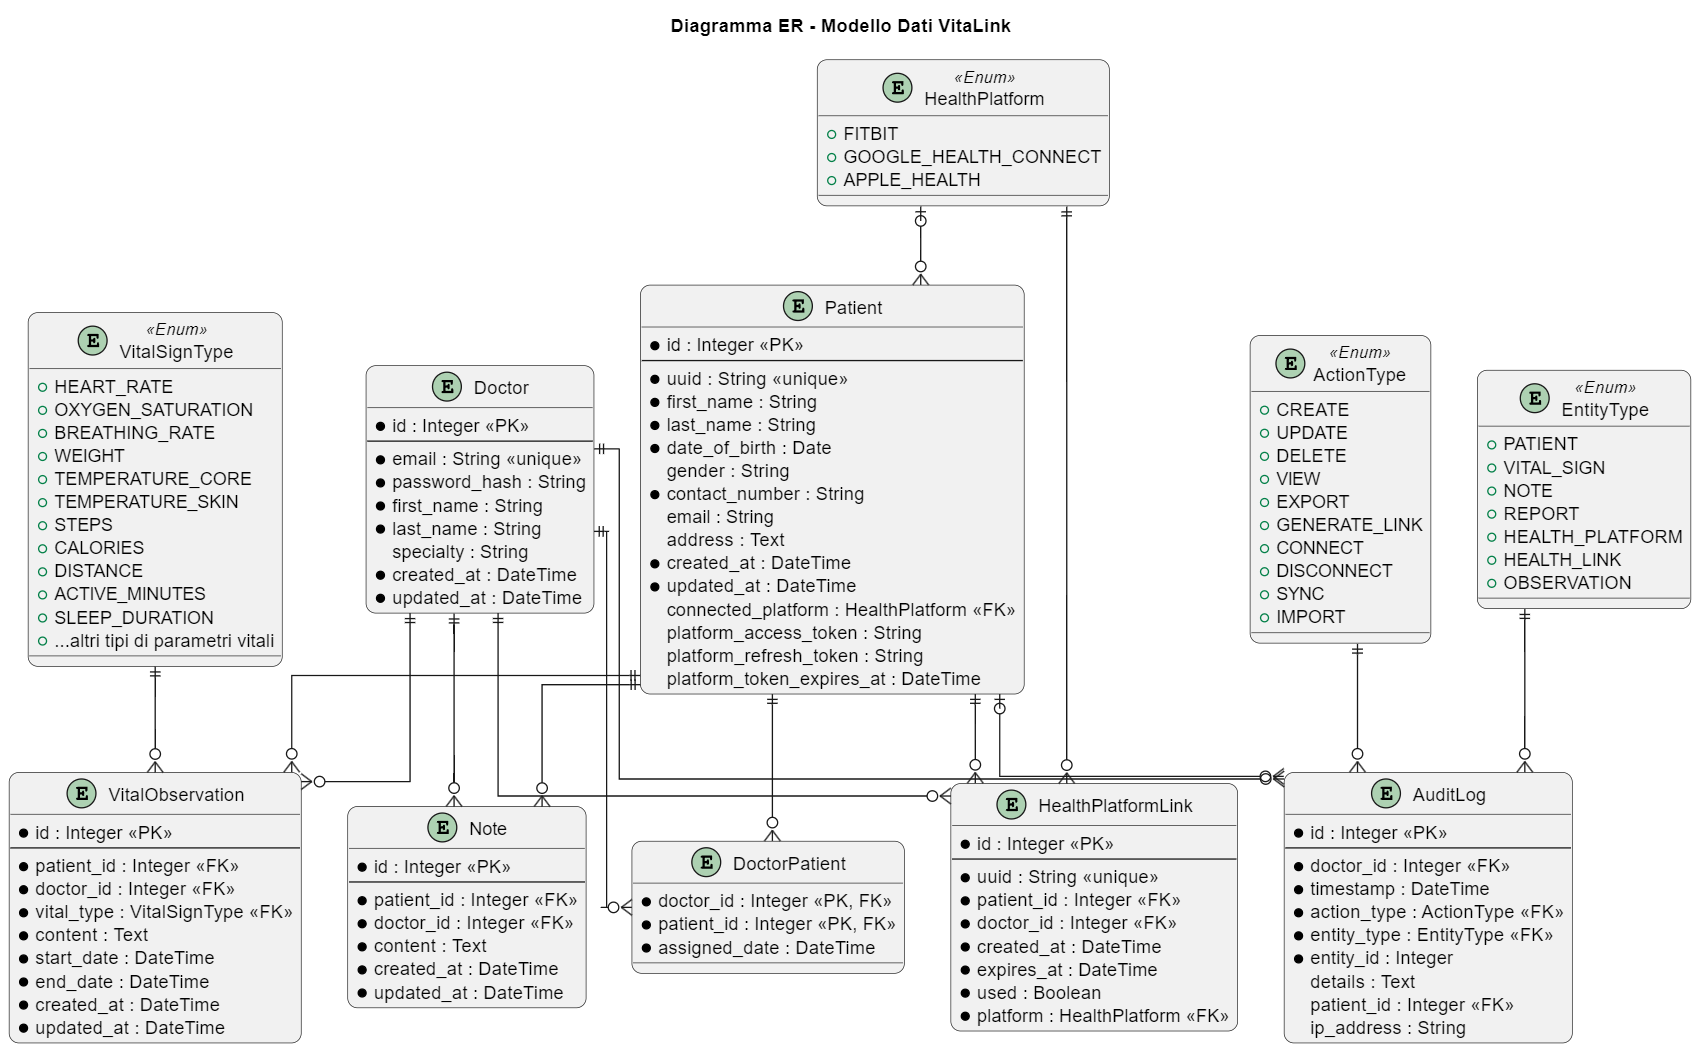 Diagramma ER - Modello Dati VitaLink
E
«Enum»
HealthPlatform
FITBIT
GOOGLE_HEALTH_CONNECT
APPLE_HEALTH
E
«Enum»
VitalSignType
HEART_RATE
OXYGEN_SATURATION
BREATHING_RATE
WEIGHT
TEMPERATURE_CORE
TEMPERATURE_SKIN
STEPS
CALORIES
DISTANCE
ACTIVE_MINUTES
SLEEP_DURATION
...altri tipi di parametri vitali
E Doctor
id : Integer «PK»
email : String «unique»
password_hash : String
first_name : String
last_name : String
specialty : String
created_at : DateTime
updated_at : DateTime
E Patient
id : Integer «PK»
uuid : String «unique»
first_name : String
last_name : String
date_of_birth : Date
gender : String
contact_number : String
email : String
address : Text
created_at : DateTime
updated_at : DateTime
connected_platform : HealthPlatform «FK»
platform_access_token : String
platform_refresh_token : String
platform_token_expires_at : DateTime
E
«Enum»
ActionType
CREATE
UPDATE
DELETE
VIEW
EXPORT
GENERATE_LINK
CONNECT
DISCONNECT
SYNC
IMPORT
E
«Enum»
EntityType
PATIENT
VITAL_SIGN
NOTE
REPORT
HEALTH_PLATFORM
HEALTH_LINK
OBSERVATION
E VitalObservation
id : Integer «PK»
patient_id : Integer «FK»
doctor_id : Integer «FK»
vital_type : VitalSignType «FK»
content : Text
start_date : DateTime
end_date : DateTime
created_at : DateTime
updated_at : DateTime
E Note
id : Integer «PK»
patient_id : Integer «FK»
doctor_id : Integer «FK»
content : Text
created_at : DateTime
updated_at : DateTime
E DoctorPatient
doctor_id : Integer «PK, FK»
patient_id : Integer «PK, FK»
assigned_date : DateTime
E HealthPlatformLink
id : Integer «PK»
uuid : String «unique»
patient_id : Integer «FK»
doctor_id : Integer «FK»
created_at : DateTime
expires_at : DateTime
used : Boolean
platform : HealthPlatform «FK»
E AuditLog
id : Integer «PK»
doctor_id : Integer «FK»
timestamp : DateTime
action_type : ActionType «FK»
entity_type : EntityType «FK»
entity_id : Integer
details : Text
patient_id : Integer «FK»
ip_address : String